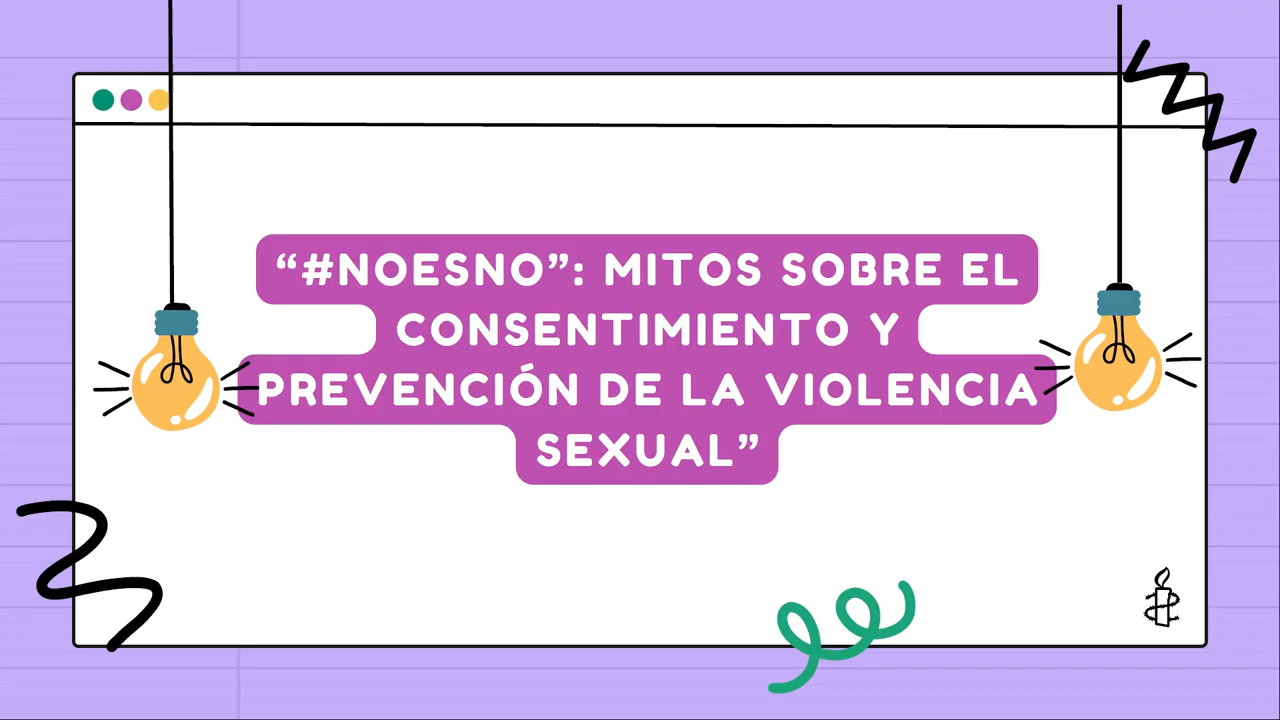 “#NOESNO”: MITOS SOBRE EL
CONSENTIMIENTO Y
PREVENCIÓN DE LA VIOLENCIA
SEXUAL”